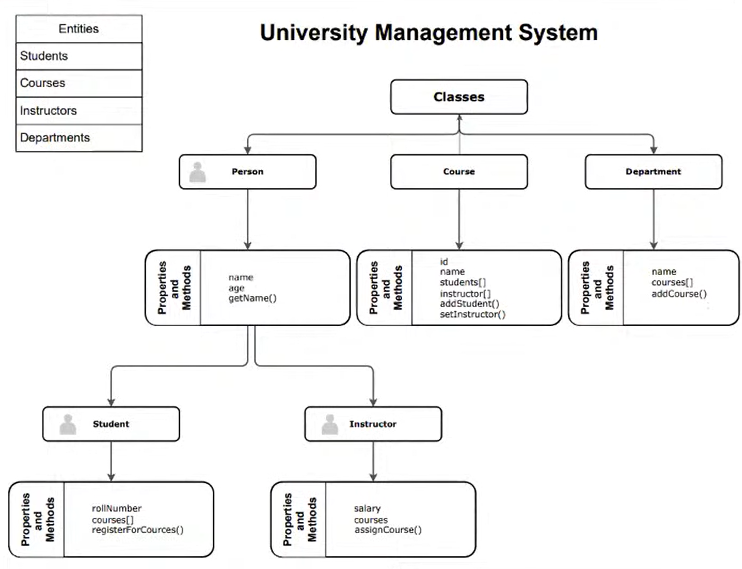 Entities
Students
Courses
Instructors
Departments
University Management System
Classes
Person
Course
Department
Properties
and
Methods
name
age
getName()
Properties
and
Methods
id
name
students[]
instructor[]
addStudent()
setInstructor()
Properties
and
Methods
name
courses[]
addCourse()
Student
Instructor
Properties
and
Methods
rollNumber
courses[]
registerForCources()
Properties
and
Methods
salary
courses
assignCourse()